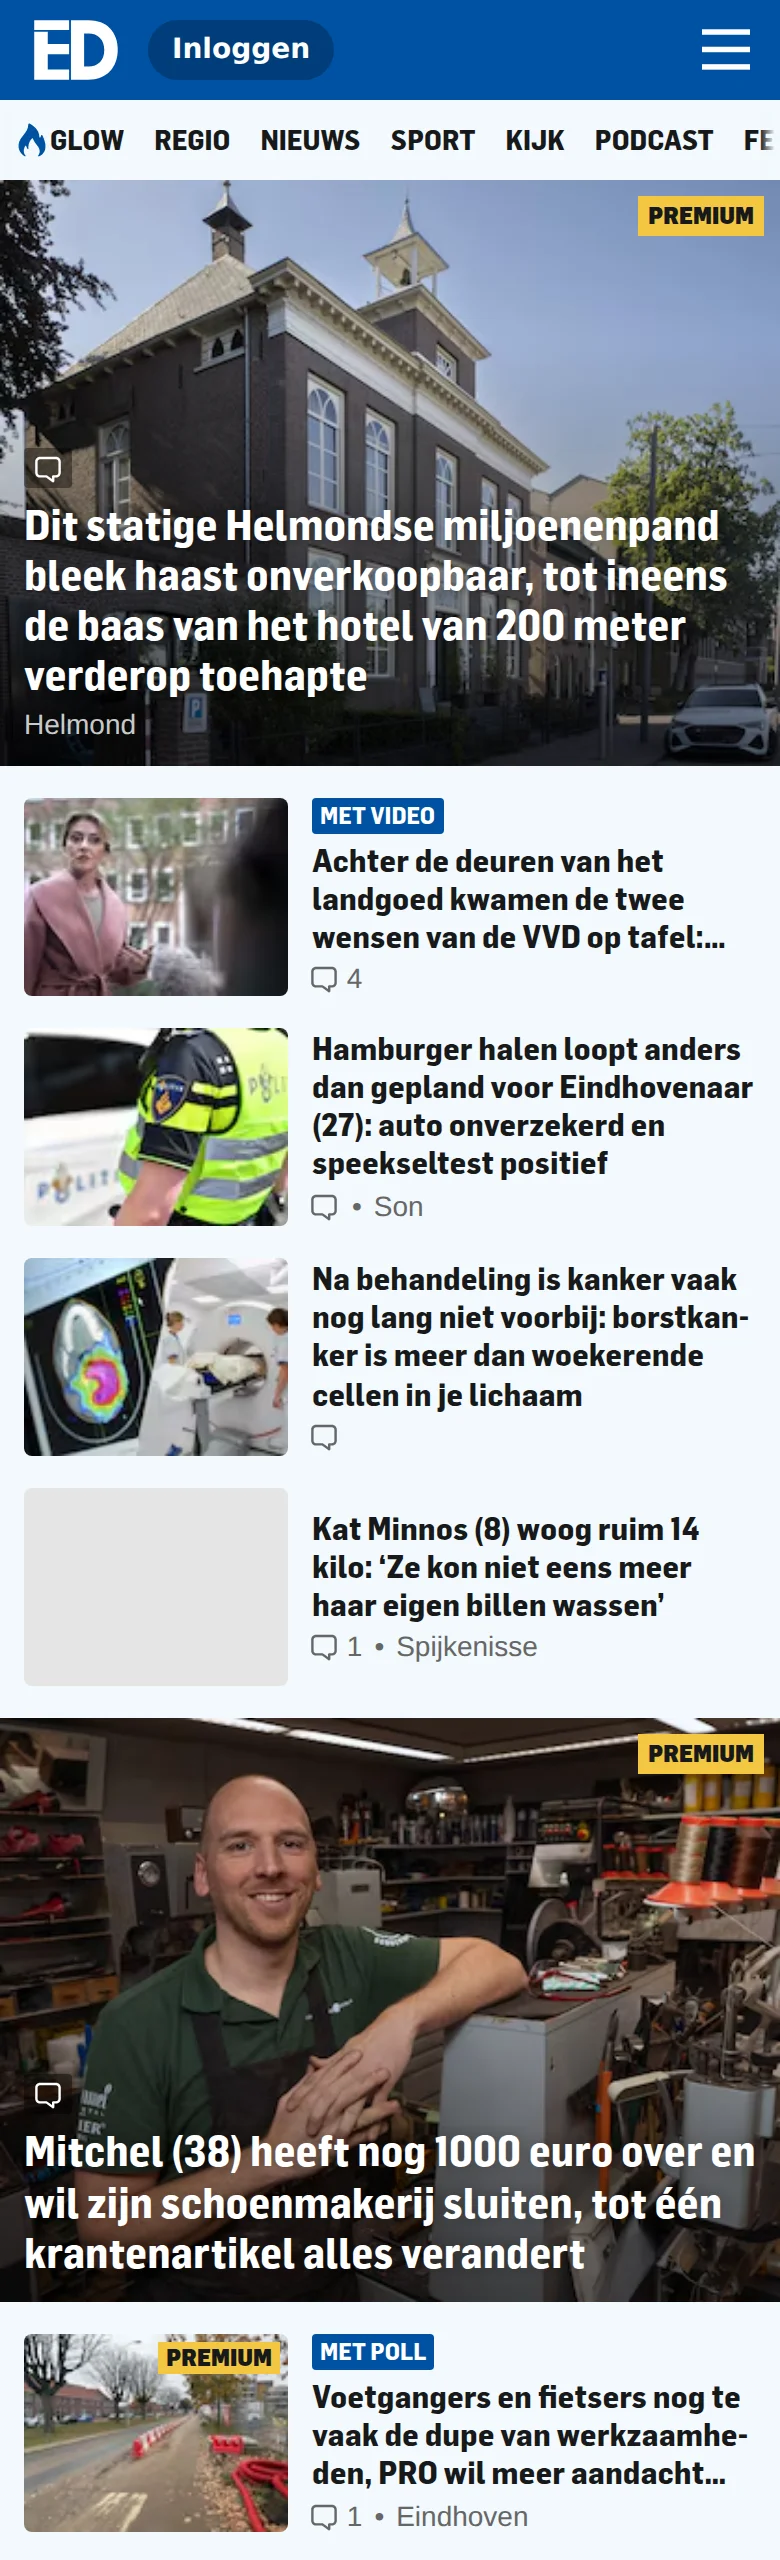 ED
Inloggen
GLOW REGIO NIEUWS SPORT KIJK PODCAST FE
PREMIUM
Dit statige Helmondse miljoenenpand
bleek haast onverkoopbaar, tot ineens
de baas van het hotel van 200 meter
verderop toehapte
Helmond
MET VIDEO
Achter de deuren van het
landgoed kwamen de twee
wensen van de VVD op tafel:...
4
Hamburger halen loopt anders
dan gepland voor Eindhovenaar
(27): auto onverzekerd en
speekseltest positief
• Son
Na behandeling is kanker vaak
nog lang niet voorbij: borstkan-
ker is meer dan woekerende
cellen in je lichaam
Kat Minnos (8) woog ruim 14
kilo: ‘Ze kon niet eens meer
haar eigen billen wassen’
1 • Spijkenisse
PREMIUM
Mitchel (38) heeft nog 1000 euro over en
wil zijn schoenmakerij sluiten, tot één
krantenartikel alles verandert
PREMIUM
MET POLL
Voetgangers en fietsers nog te
vaak de dupe van werkzaamhe-
den, PRO wil meer aandacht...
1 • Eindhoven